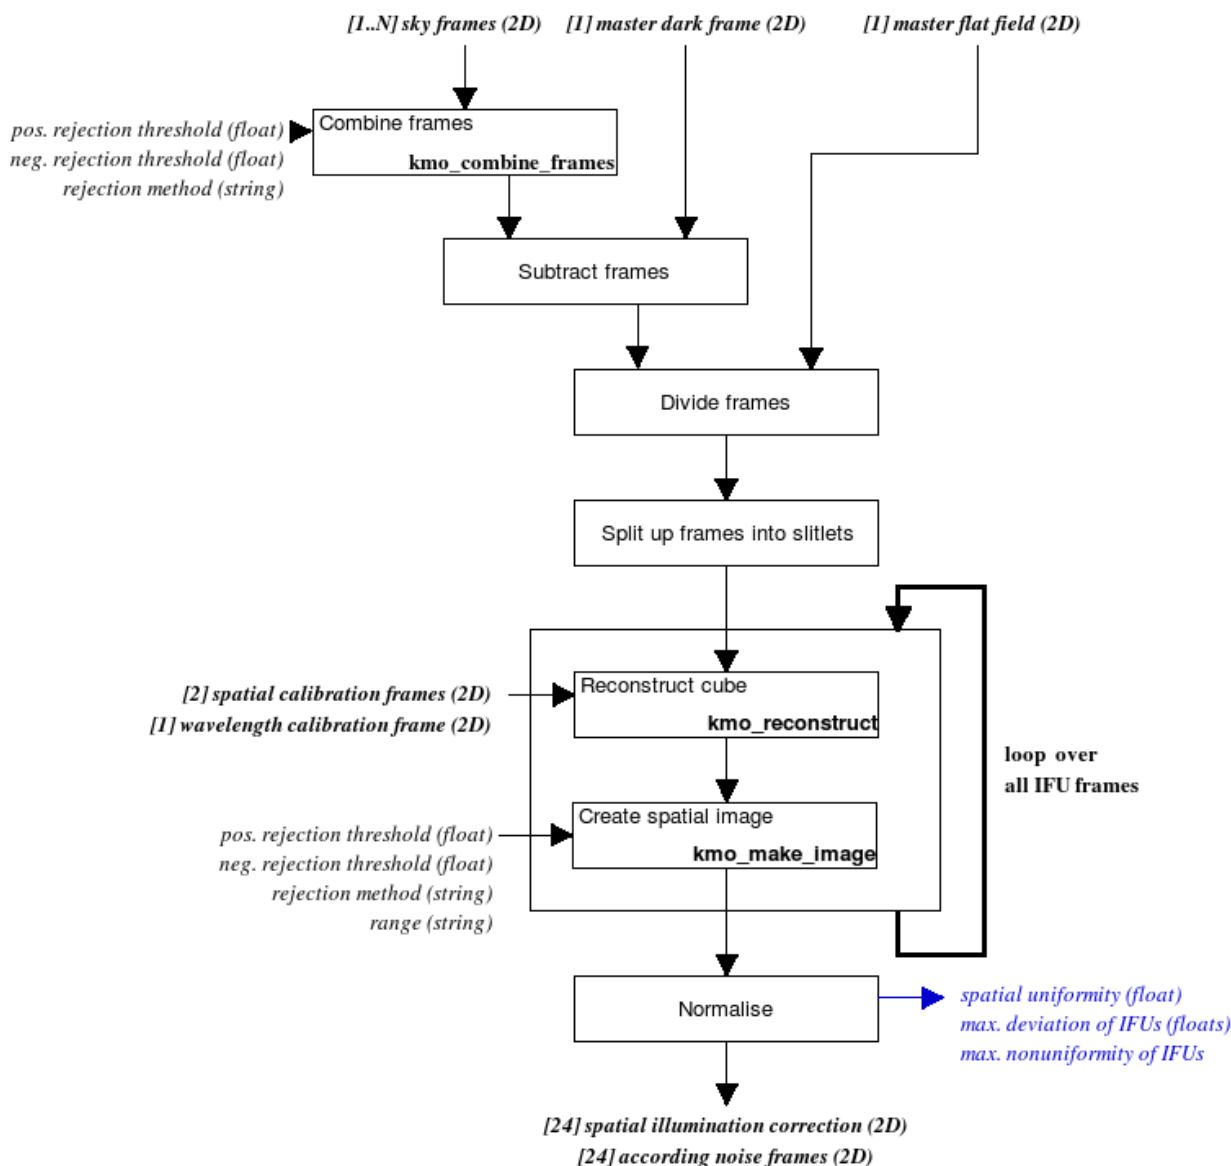 [1..N] sky frames (2D)
[1] master dark frame (2D)
[1] master flat field (2D)
pos. rejection threshold (float)
neg. rejection threshold (float)
rejection method (string)
Combine frames
kmo_combine_frames
Subtract frames
Divide frames
Split up frames into slitlets
[2] spatial calibration frames (2D)
[1] wavelength calibration frame (2D)
Reconstruct cube
kmo_reconstruct
loop over
all IFU frames
pos. rejection threshold (float)
neg. rejection threshold (float)
rejection method (string)
range (string)
Create spatial image
kmo_make_image
Normalise
spatial uniformity (float)
max. deviation of IFUs (floats)
max. nonuniformity of IFUs
[24] spatial illumination correction (2D)
[24] according noise frames (2D)